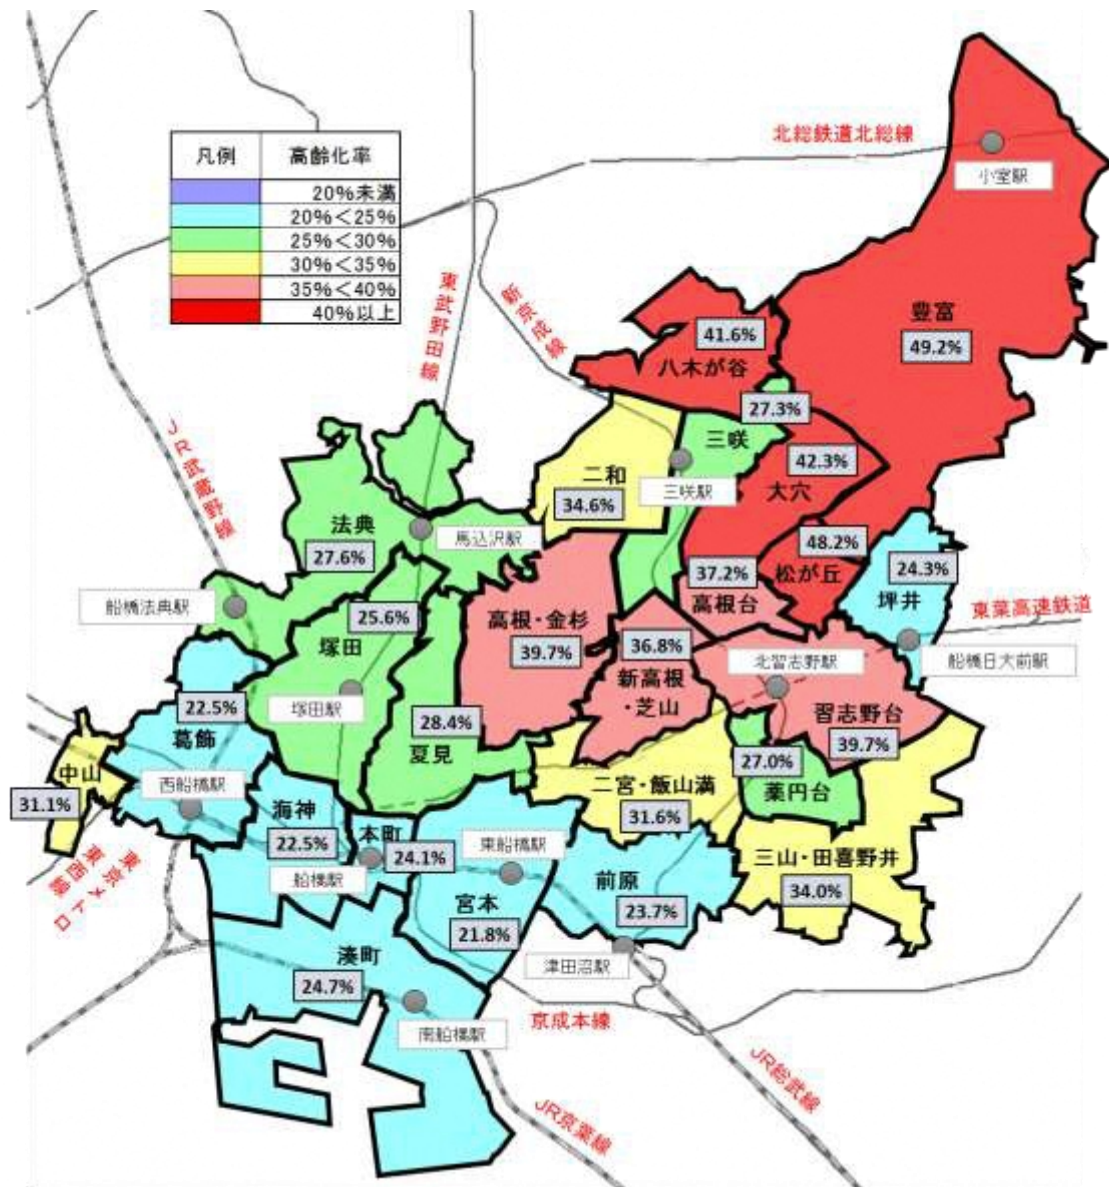 凡例 高齢化率
20%未満
20%<25%
25%<30%
30%<35%
35%<40%
40%以上
北総鉄道北総線
小室駅
東武野田線
新京成線
豊富
49.2%
41.6%
八木が谷
27.3%
三咲
三咲駅
42.3%
大穴
二和
34.6%
JR武蔵野線
法典
27.6%
馬込沢駅
48.2%
松が丘
24.3%
坪井
37.2%
高根台
東葉高速鉄道
船橋法典駅
25.6%
塚田
塚田駅
高根・金杉
39.7%
36.8%
新高根
・芝山
北習志野駅
船橋日大前駅
習志野台
39.7%
22.5%
葛飾
28.4%
夏見
27.0%
薬円台
中山
31.1%
西船橋駅
二宮・飯山満
31.6%
海神
22.5%
本町
24.1%
東船橋駅
船橋駅
前原
23.7%
三山・田喜野井
34.0%
東京メトロ
東西線
宮本
21.8%
湊町
24.7%
津田沼駅
南船橋駅
京成本線
JR総武線
JR京葉線